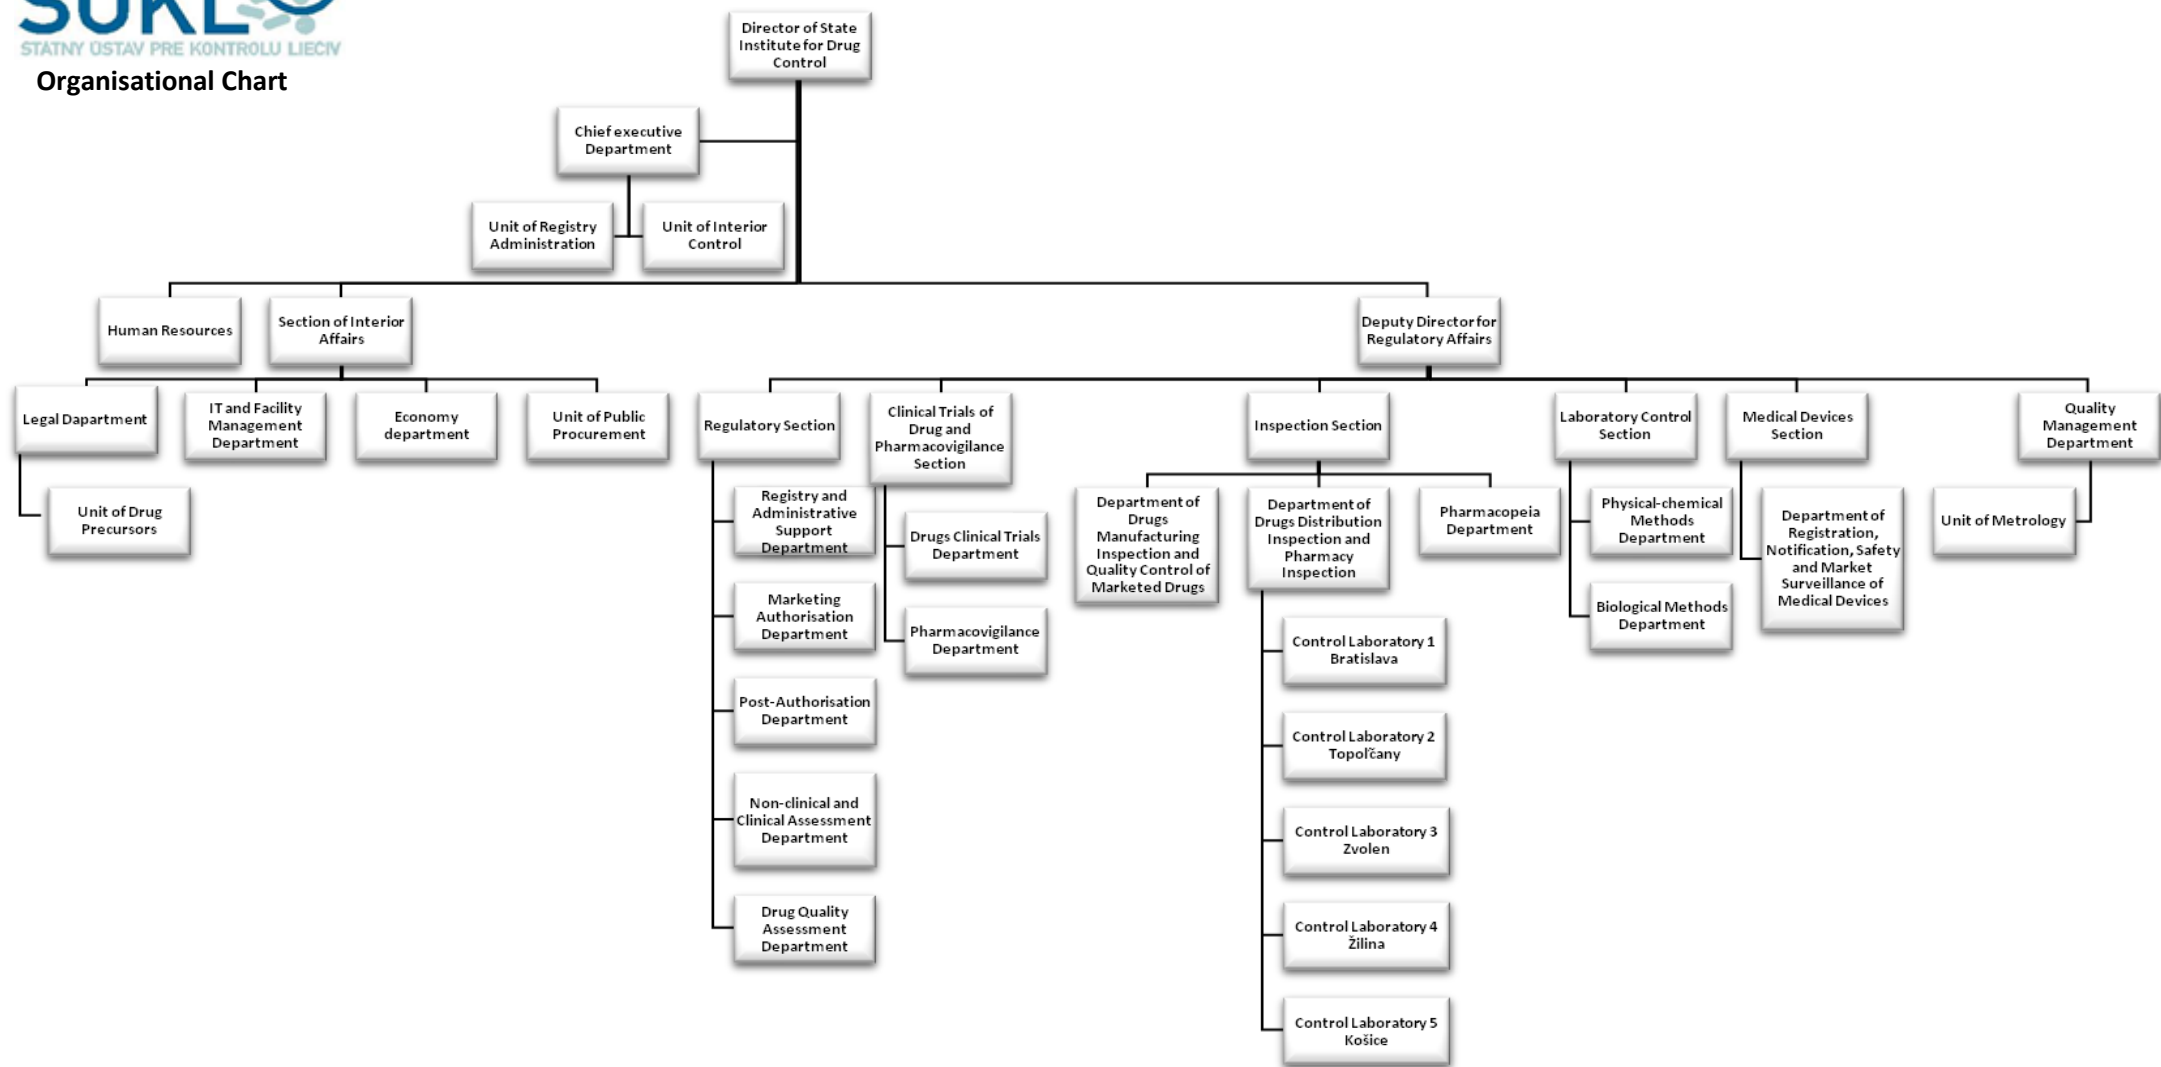 SUKL
STATNY USTAV PRE KONTROLU LIEČIV
Organisational Chart
Director of State
Institute for Drug
Control
Chief executive
Department
Unit of Registry
Administration
Unit of Interior
Control
Human Resources
Section of Interior
Affairs
Deputy Director for
Regulatory Affairs
Legal Dapartment
IT and Facility
Management
Department
Economy
department
Unit of Public
Procurement
Regulatory Section
Clinical Trials of
Drug and
Pharmacovigilance
Section
Inspection Section
Laboratory Control
Section
Medical Devices
Section
Quality
Management
Department
Unit of Drug
Precursors
Registry and
Administrative
Support
Department
Marketing
Authorisation
Department
Post-Authorisation
Department
Non-clinical and
Clinical Assessment
Department
Drug Quality
Assessment
Department
Drugs Clinical Trials
Department
Pharmacovigilance
Department
Department of
Drugs
Manufacturing
Inspection and
Quality Control of
Marketed Drugs
Department of
Drugs Distribution
Inspection and
Pharmacy
Inspection
Pharmacopeia
Department
Control Laboratory 1
Bratislava
Control Laboratory 2
Topoľčany
Control Laboratory 3
Zvolen
Control Laboratory 4
Žilina
Control Laboratory 5
Košice
Physical-chemical
Methods
Department
Biological Methods
Department
Department of
Registration,
Notification, Safety
and Market
Surveillance of
Medical Devices
Unit of Metrology